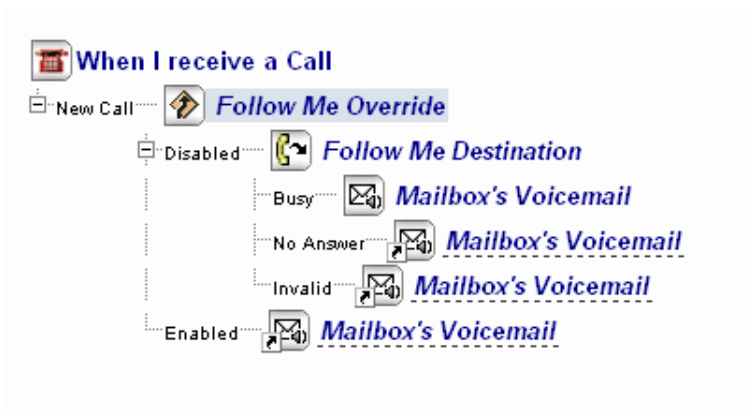 When I receive a Call
New Call Follow Me Override
Disabled Follow Me Destination
Busy Mailbox's Voicemail
No Answer Mailbox's Voicemail
Invalid Mailbox's Voicemail
Enabled Mailbox's Voicemail